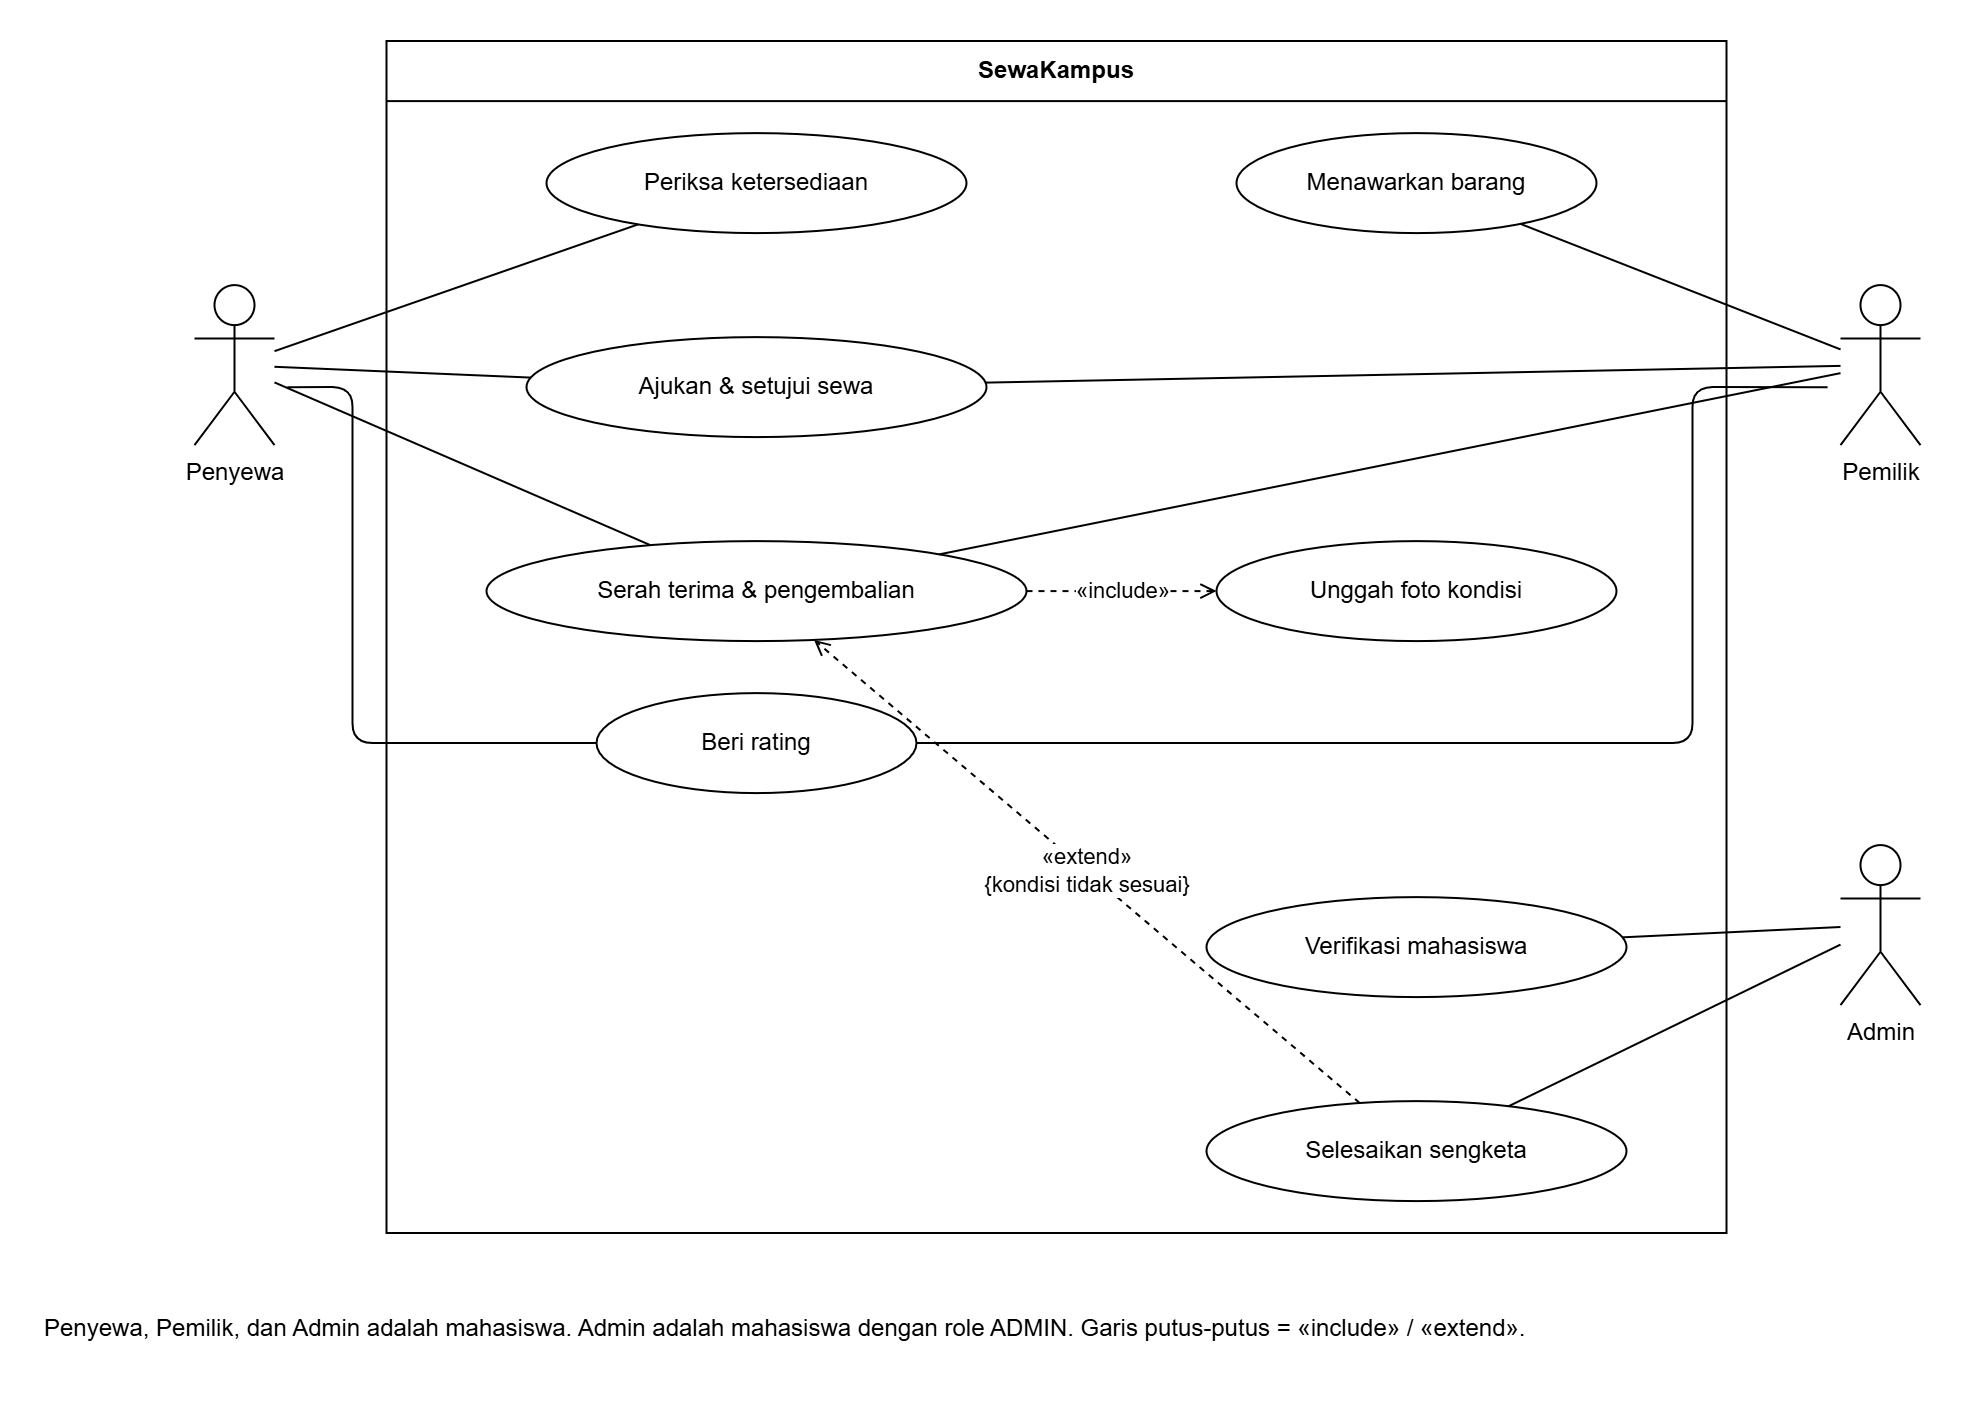 SewaKampus
Periksa ketersediaan
Menawarkan barang
Ajukan & setujui sewa
Penyewa
Pemilik
Serah terima & pengembalian
«include»
Unggah foto kondisi
Beri rating
«extend»
{kondisi tidak sesuai}
Verifikasi mahasiswa
Admin
Selesaikan sengketa
Penyewa, Pemilik, dan Admin adalah mahasiswa. Admin adalah mahasiswa dengan role ADMIN. Garis putus-putus = «include» / «extend».